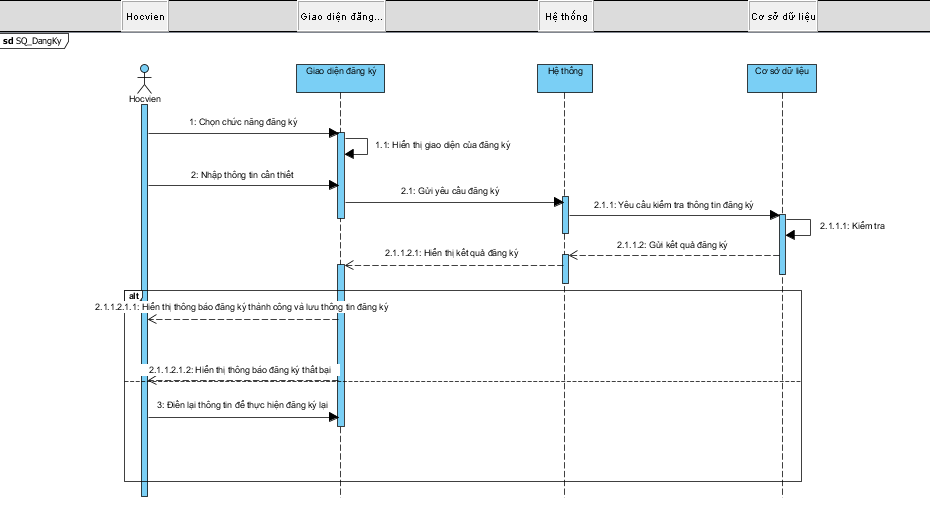 Hocvien
Giao diện đăng...
Hệ thống
Cơ sở dữ liệu
sd SQ_DangKy
Giao diện đăng ký
Hệ thống
Cơ sở dữ liệu
Hocvien
1: Chọn chức năng đăng ký
1.1: Hiển thị giao diện của đăng ký
2: Nhập thông tin cần thiết
2.1: Gửi yêu cầu đăng ký
2.1.1: Yêu cầu kiểm tra thông tin đăng ký
2.1.1.1: Kiểm tra
2.1.1.2: Gửi kết quả đăng ký
2.1.1.2.1: Hiển thị kết quả đăng ký
alt
2.1.1.2.1.1: Hiển thị thông báo đăng ký thành công và lưu thông tin đăng ký
2.1.1.2.1.2: Hiển thị thông báo đăng ký thất bại
3: Điền lại thông tin để thực hiện đăng ký lại